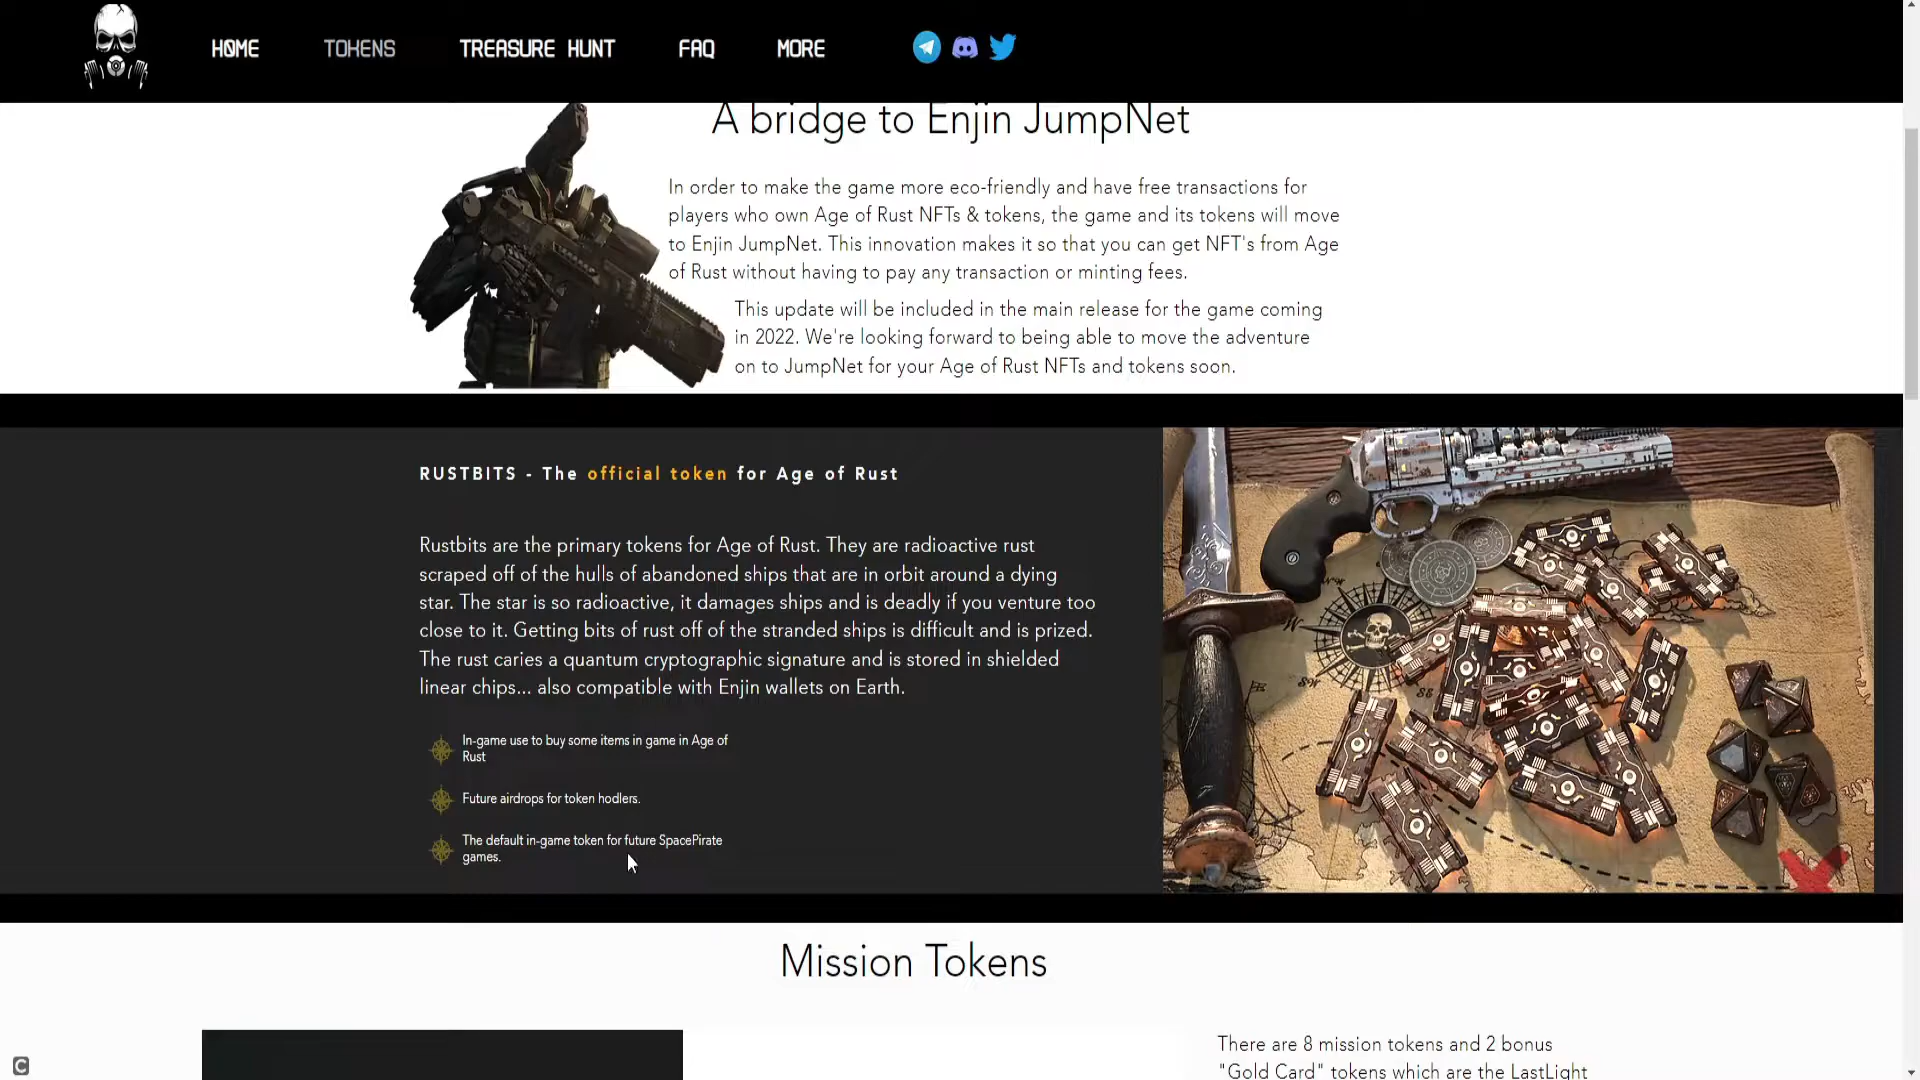 HOME
TOKENS
TREASURE HUNT
FAQ
MORE
A bridge to Enjin JumpNet
In order to make the game more eco-friendly and have free transactions for
players who own Age of Rust NFTs & tokens, the game and its tokens will move
to Enjin JumpNet. This innovation makes it so that you can get NFT's from Age
of Rust without having to pay any transaction or minting fees.
This update will be included in the main release for the game coming
in 2022. We're looking forward to being able to move the adventure
on to JumpNet for your Age of Rust NFTs and tokens soon.
RUSTBITS - The official token for Age of Rust
Rustbits are the primary tokens for Age of Rust. They are radioactive rust
scraped off of the hulls of abandoned ships that are in orbit around a dying
star. The star is so radioactive, it damages ships and is deadly if you venture too
close to it. Getting bits of rust off of the stranded ships is difficult and is prized.
The rust caries a quantum cryptographic signature and is stored in shielded
linear chips... also compatible with Enjin wallets on Earth.
In-game use to buy some items in game in Age of
Rust
Future airdrops for token hodlers.
The default in-game token for future SpacePirate
games.
Mission Tokens
There are 8 mission tokens and 2 bonus
"Gold Card" tokens which are the LastLight